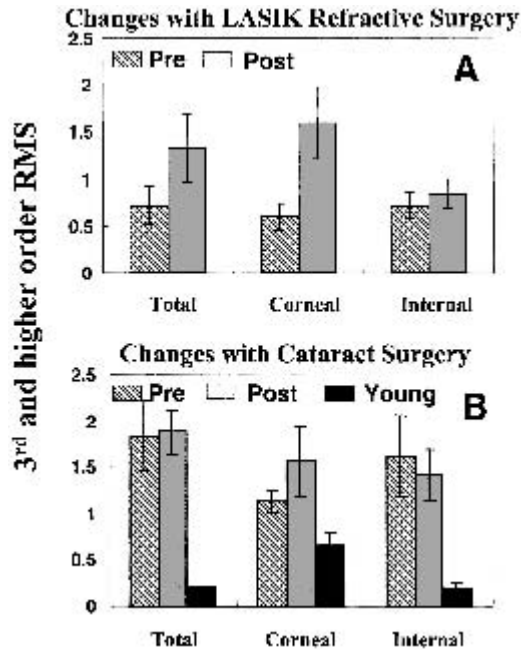 Changes with LASIK Refractive Surgery
2.5
Pre Post
A
2
1.5
1
0.5
0
Total Corneal Internal
3rd and higher order RMS
Changes with Cataract Surgery
2.5
Pre Post Young
B
2
1.5
1
0.5
0
Total Corneal Internal